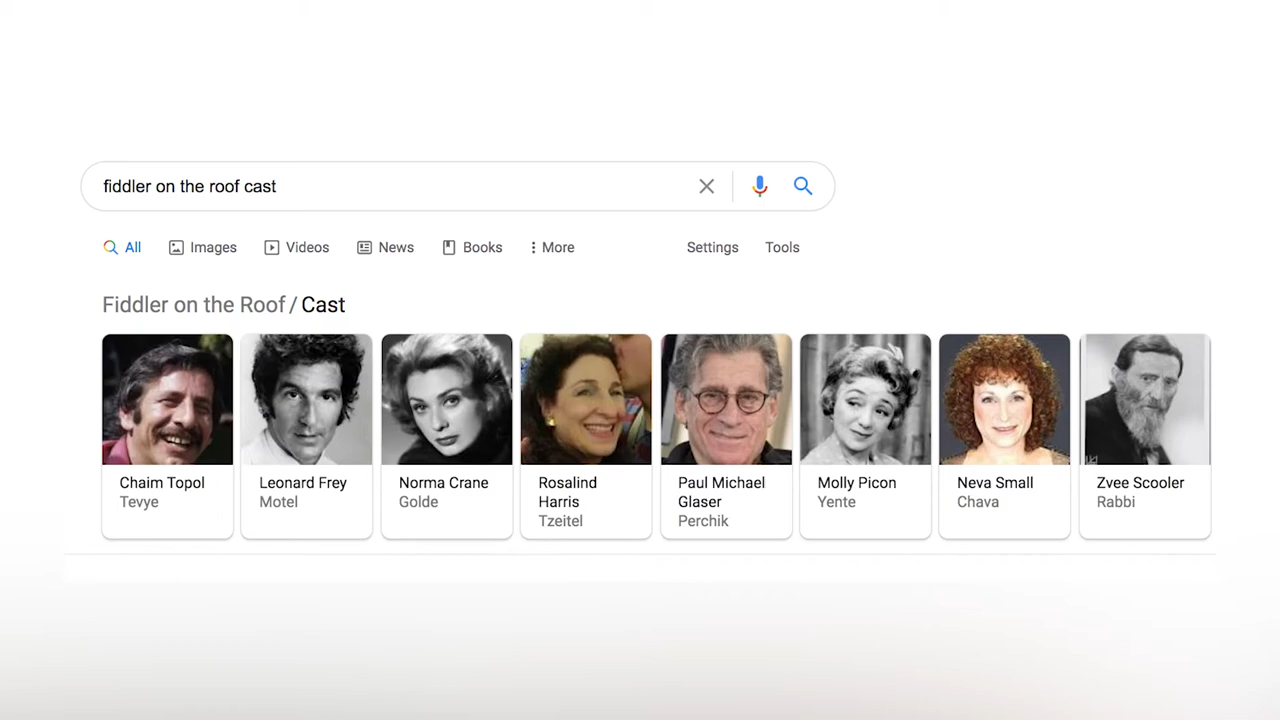 fiddler on the roof cast
All Images Videos News Books More Settings Tools
Fiddler on the Roof / Cast
Chaim Topol
Tevye
Leonard Frey
Motel
Norma Crane
Golde
Rosalind
Harris
Tzeitel
Paul Michael
Glaser
Perchik
Molly Picon
Yente
Neva Small
Chava
Zvee Scooler
Rabbi